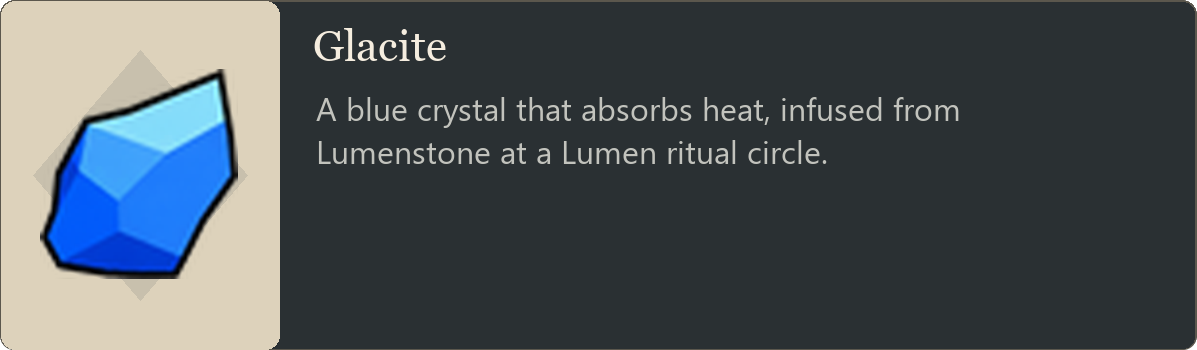 Glacite
A blue crystal that absorbs heat, infused from
Lumenstone at a Lumen ritual circle.